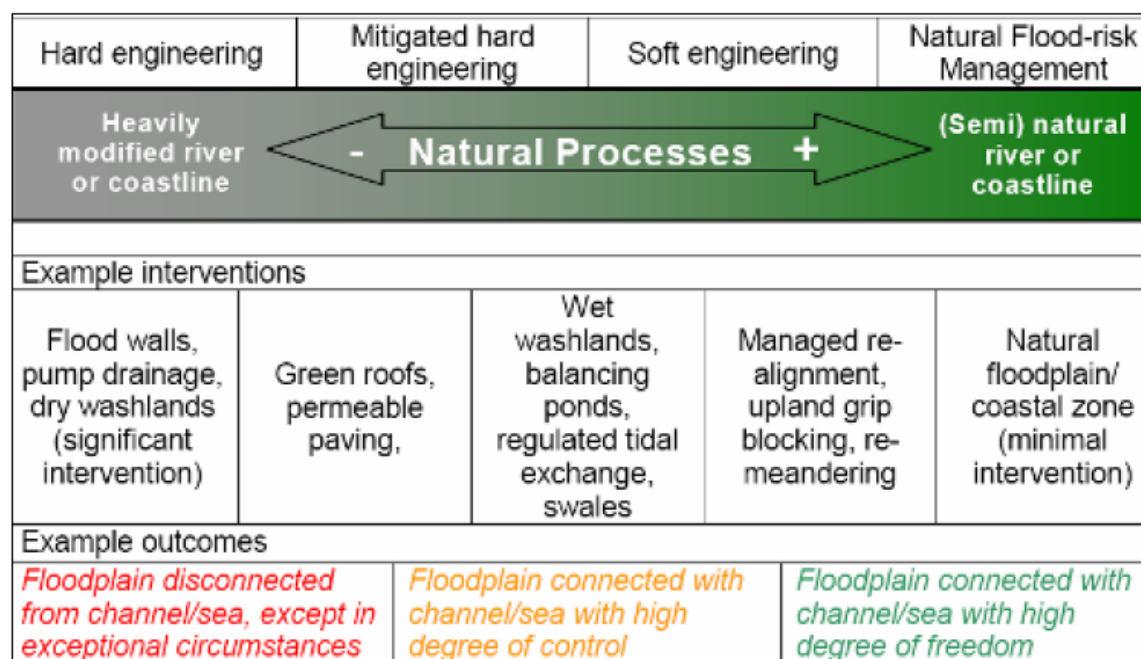 Hard engineering
Mitigated hard
engineering
Soft engineering
Natural Flood-risk
Management
Heavily
modified river
or coastline
- Natural Processes +
(Semi) natural
river or
coastline
Example interventions
Flood walls,
pump drainage,
dry washlands
(significant
intervention)
Green roofs,
permeable
paving,
Wet
washlands,
balancing
ponds,
regulated tidal
exchange,
swales
Managed re-
alignment,
upland grip
blocking, re-
meandering
Natural
floodplain/
coastal zone
(minimal
intervention)
Example outcomes
Floodplain disconnected
from channel/sea, except in
exceptional circumstances
Floodplain connected with
channel/sea with high
degree of control
Floodplain connected with
channel/sea with high
degree of freedom